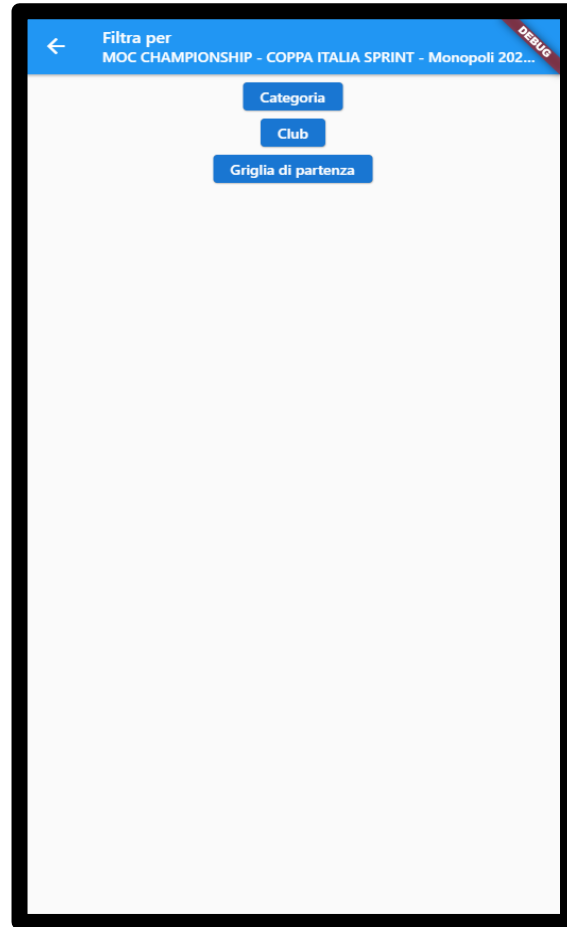 Filtra per
MOC CHAMPIONSHIP - COPPA ITALIA SPRINT - Monopoli 202...
DEBUG
Categoria
Club
Griglia di partenza